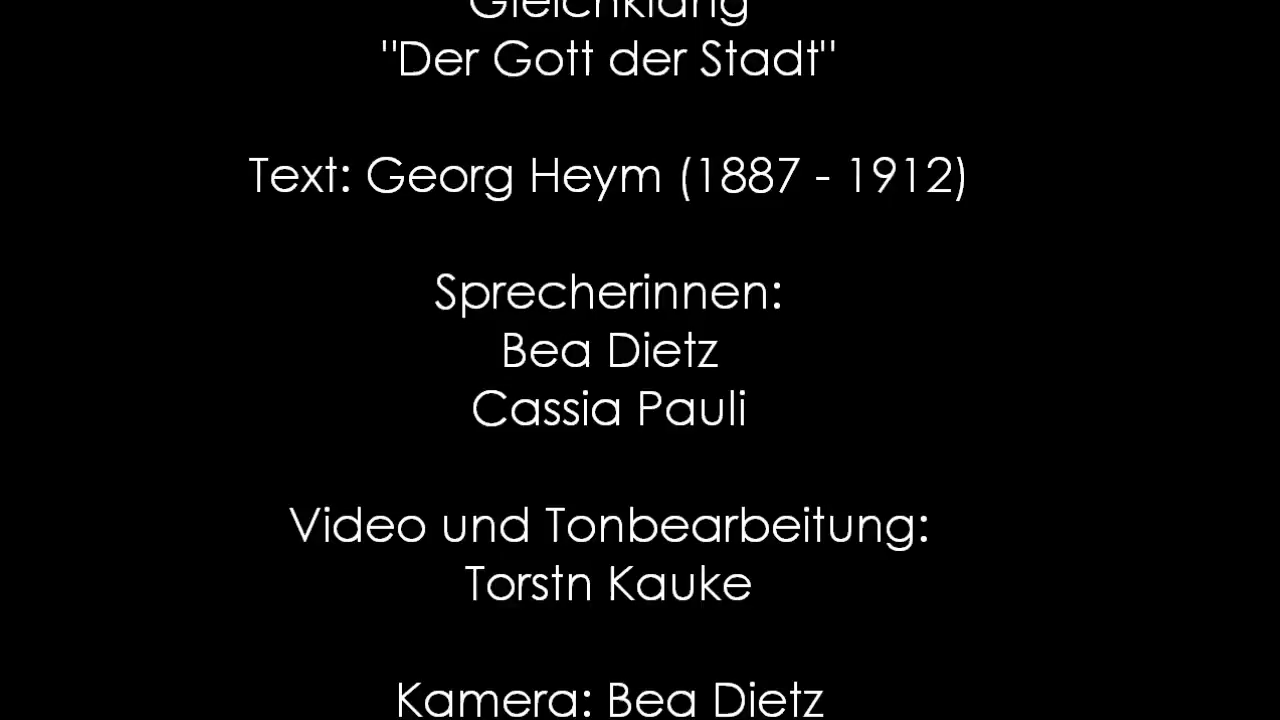 Gleichklang
"Der Gott der Stadt"
Text: Georg Heym (1887 - 1912)
Sprecherinnen:
Bea Dietz
Cassia Pauli
Video und Tonbearbeitung:
Torstn Kauke
Kamera: Bea Dietz